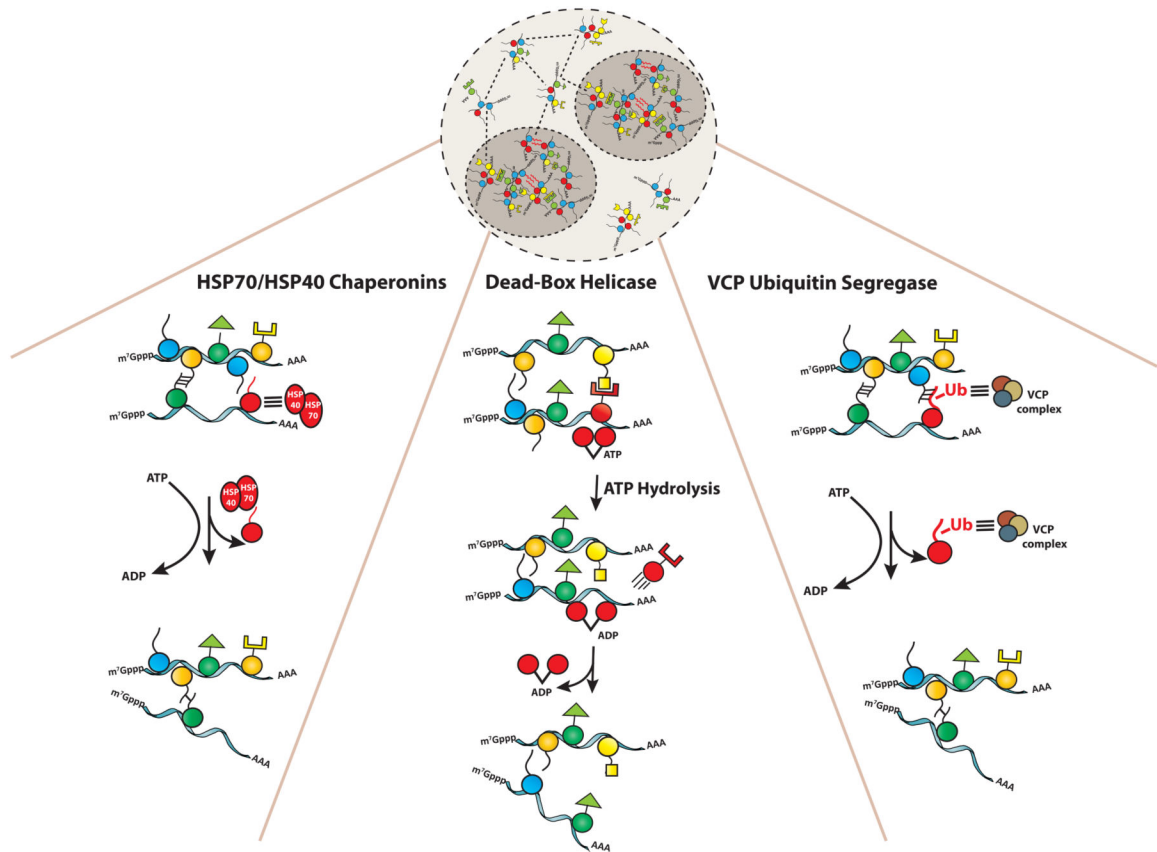 HSP70/HSP40 Chaperonins
Dead-Box Helicase
VCP Ubiquitin Segregase
m⁷Gppp
AAA
m⁷Gppp
AAA
HSP
40
HSP
70
ATP
HSP
40
HSP
70
ADP
m⁷Gppp
AAA
m⁷Gppp
AAA
m⁷Gppp
AAA
m⁷Gppp
AAA
ATP
ATP Hydrolysis
m⁷Gppp
AAA
m⁷Gppp
AAA
ADP
ADP
m⁷Gppp
AAA
m⁷Gppp
AAA
m⁷Gppp
AAA
Ub
VCP
complex
m⁷Gppp
AAA
ATP
Ub
VCP
complex
ADP
m⁷Gppp
AAA
m⁷Gppp
AAA